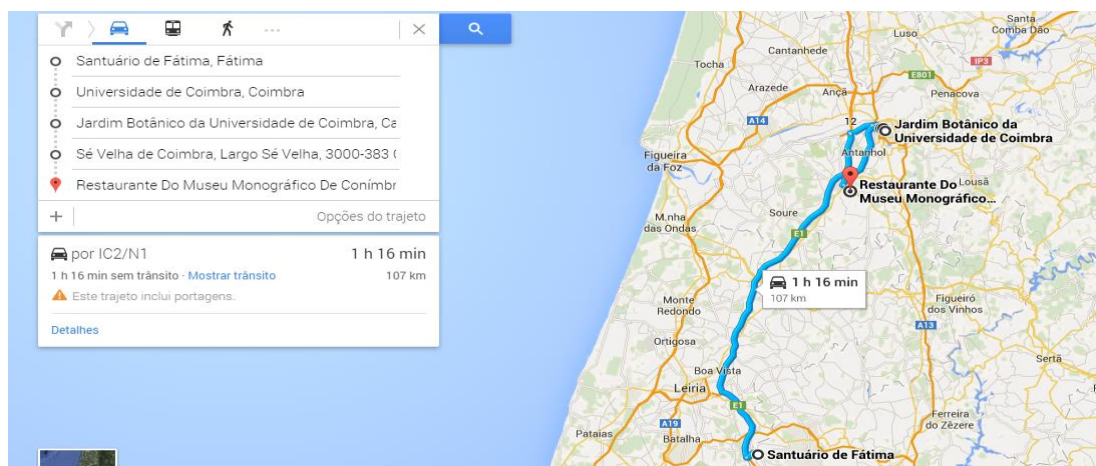 Santuário de Fátima, Fátima
Universidade de Coimbra, Coimbra
Jardim Botânico da Universidade de Coimbra, Ca
Sé Velha de Coimbra, Largo Sé Velha, 3000-383 (
Restaurante Do Museu Monográfico De Conímbr
+ Opções do trajeto
por IC2/N1 1 h 16 min
1 h 16 min sem trânsito · Mostrar trânsito 107 km
Este trajeto inclui portagens.
Detalhes
Santa
Comba Dão
Luso
Cantanhede
IP3
Tocha
E801
Arazede
Ançã
Penacova
A14
12
Jardim Botânico da
Universidade de Coimbra
Antanhol
Figueira
da Foz
Restaurante Do
Museu Monográfico...
Lousã
M.nha
das Ondas
Soure
E1
1 h 16 min
107 km
Monte
Redondo
Figueiró
dos Vinhos
A13
Ortigosa
Sertã
Boa Vista
Leiria
E1
Ferreira
do Zêzere
A19
Pataias
Batalha
Santuário de Fátima